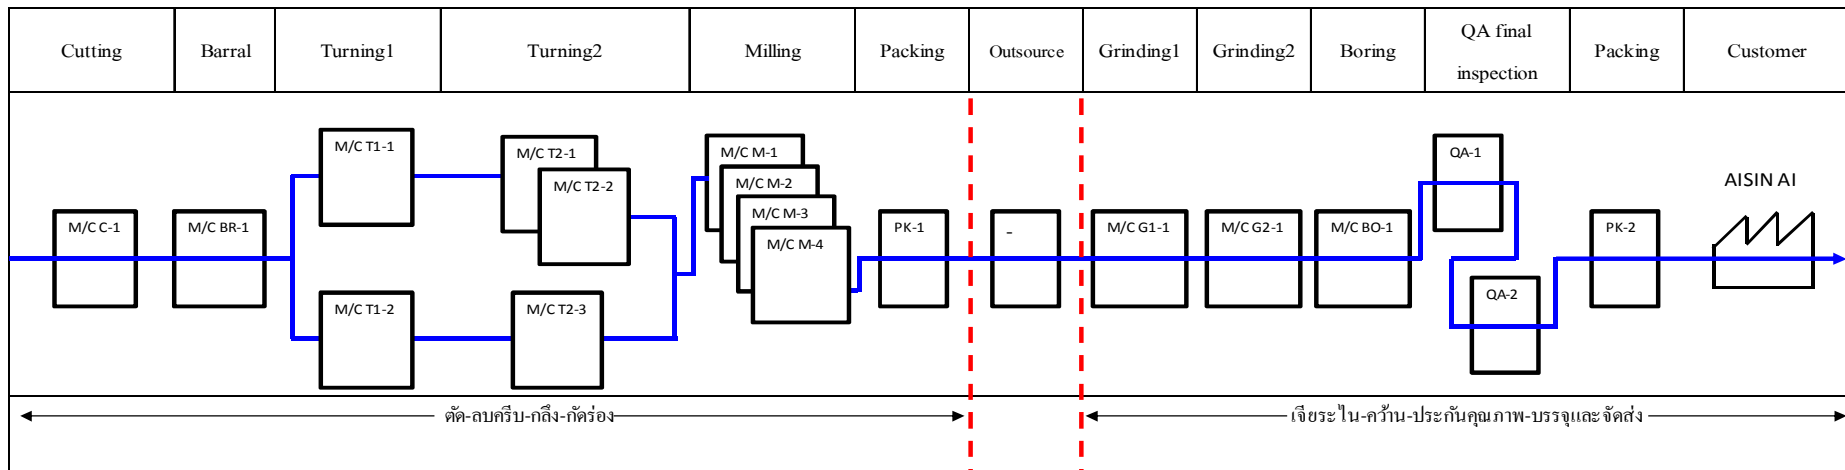 Cutting
Barral
Turning1
Turning2
Milling
Packing
Outsource
Grinding1
Grinding2
Boring
QA final
inspection
Packing
Customer
M/C C-1
M/C BR-1
M/C T1-1
M/C T1-2
M/C T2-1
M/C T2-2
M/C T2-3
M/C M-1
M/C M-2
M/C M-3
M/C M-4
PK-1
-
M/C G1-1
M/C G2-1
M/C BO-1
QA-1
QA-2
PK-2
AISIN AI
ตัด-ลบครีบ-กลึง-กัดร่อง
เจียระไน-คว้าน-ประกันคุณภาพ-บรรจุและจัดส่ง